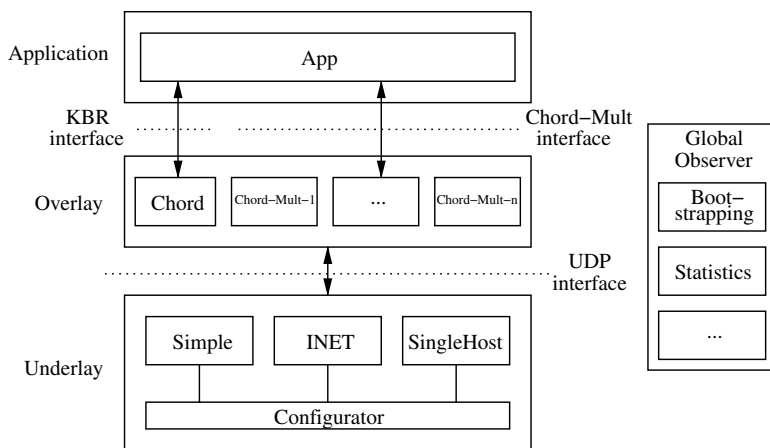 Application
App
KBR
interface
Chord−Mult
interface
Overlay
Chord
Chord−Mult−1
...
Chord−Mult−n
UDP
interface
Underlay
Simple
INET
SingleHost
Configurator
Global
Observer
Boot−
strapping
Statistics
...